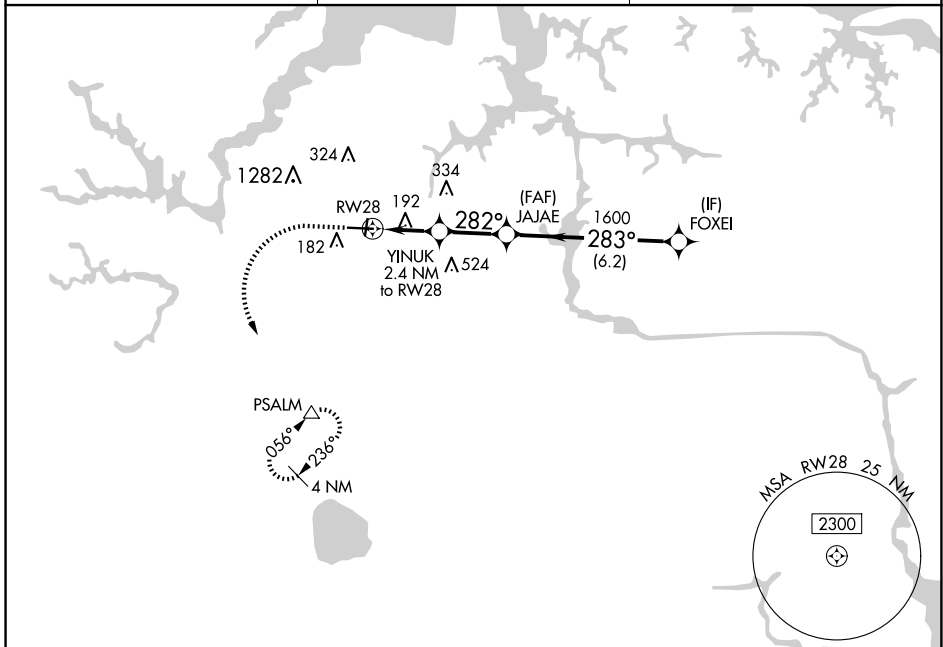 324
1282
334
(FAF)
JAJAE
(IF)
FOXEI
RW28
192
282°
1600
283°
(6.2)
182
YINUK
2.4 NM
to RW28
524
PSALM
056°
236°
4 NM
MSA RW28 25 NM
2300